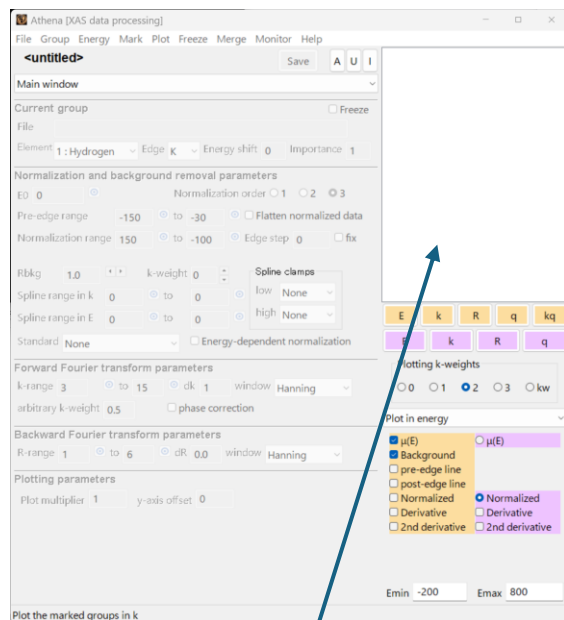 Athena [XAS data processing]
File Group Energy Mark Plot Freeze Merge Monitor Help
<untitled> Save A U I
Main window
Current group Freeze
File
Element 1 : Hydrogen Edge K Energy shift 0 Importance 1
Normalization and background removal parameters
E0 0 Normalization order 1 2 3
Pre-edge range -150 to -30 Flatten normalized data
Normalization range 150 to -100 Edge step 0 fix
Rbkg 1.0 k-weight 0 Spline clamps
Spline range in k 0 to 0 low None
Spline range in E 0 to 0 high None
Standard None Energy-dependent normalization
Forward Fourier transform parameters
k-range 3 to 15 dk 1 window Hanning
arbitrary k-weight 0.5 phase correction
Backward Fourier transform parameters
R-range 1 to 6 dR 0.0 window Hanning
Plotting parameters
Plot multiplier 1 y-axis offset 0
E k R q kq
k R q
Plotting k-weights
0 1 2 3 kw
Plot in energy
μ(E) μ(E)
Background
pre-edge line
post-edge line
Normalized Normalized
Derivative Derivative
2nd derivative 2nd derivative
Emin -200 Emax 800
Plot the marked groups in k